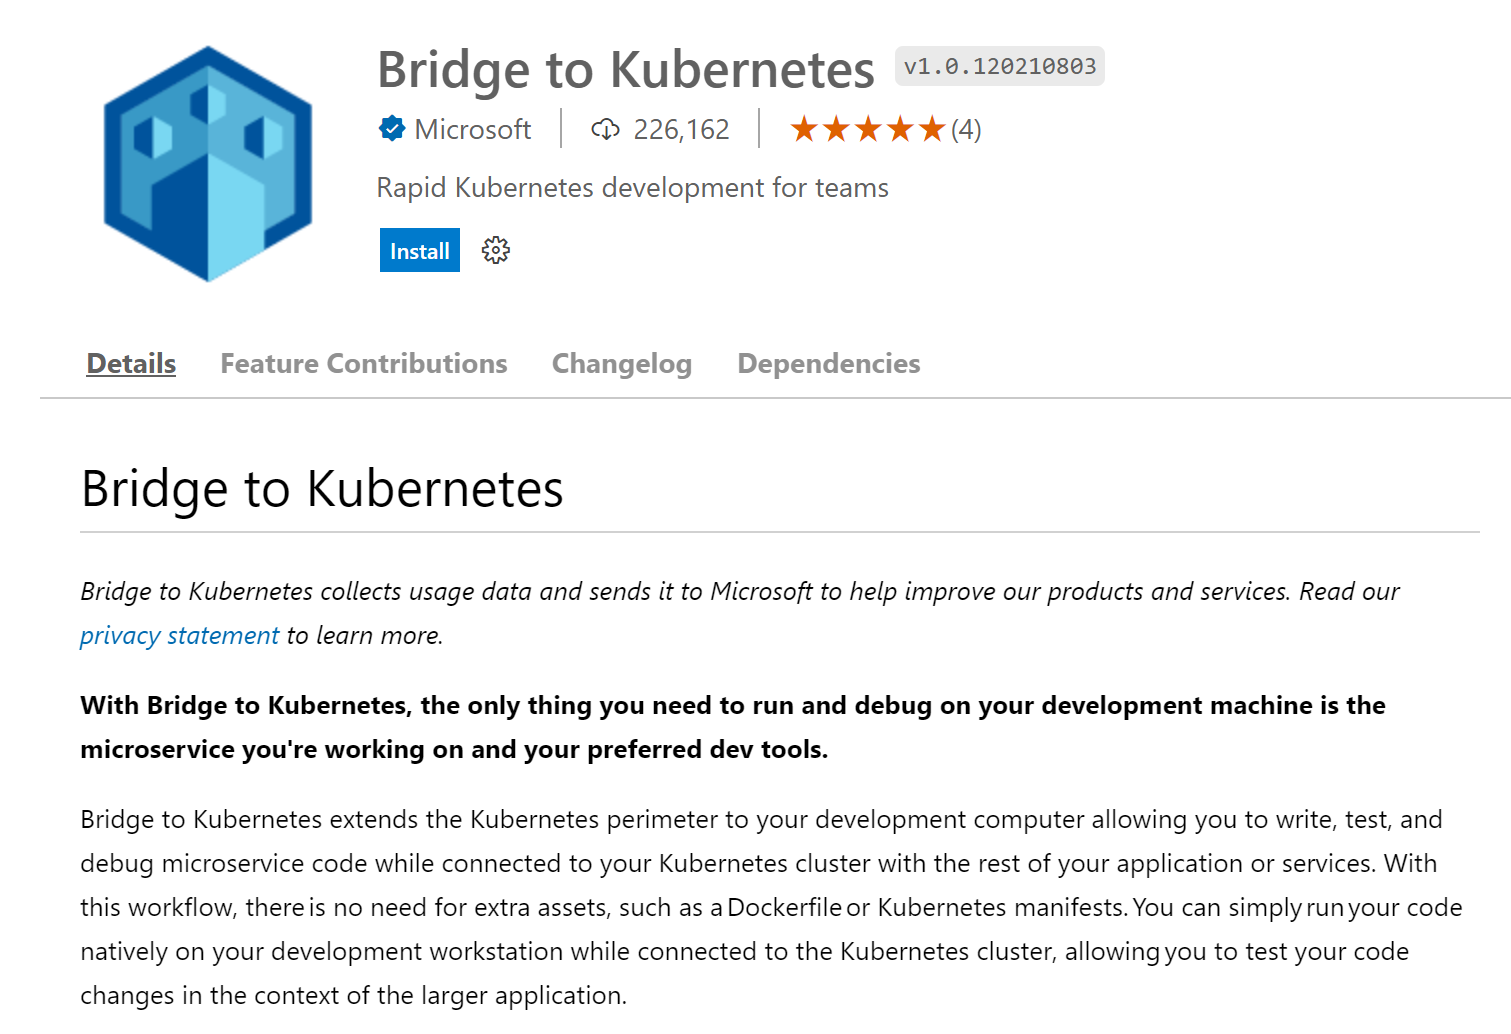 Bridge to Kubernetes v1.0.120210803
Microsoft 226,162 (4)
Rapid Kubernetes development for teams
Install
Details Feature Contributions Changelog Dependencies
Bridge to Kubernetes
Bridge to Kubernetes collects usage data and sends it to Microsoft to help improve our products and services. Read our
privacy statement to learn more.
With Bridge to Kubernetes, the only thing you need to run and debug on your development machine is the
microservice you're working on and your preferred dev tools.
Bridge to Kubernetes extends the Kubernetes perimeter to your development computer allowing you to write, test, and
debug microservice code while connected to your Kubernetes cluster with the rest of your application or services. With
this workflow, there is no need for extra assets, such as a Dockerfile or Kubernetes manifests. You can simply run your code
natively on your development workstation while connected to the Kubernetes cluster, allowing you to test your code
changes in the context of the larger application.